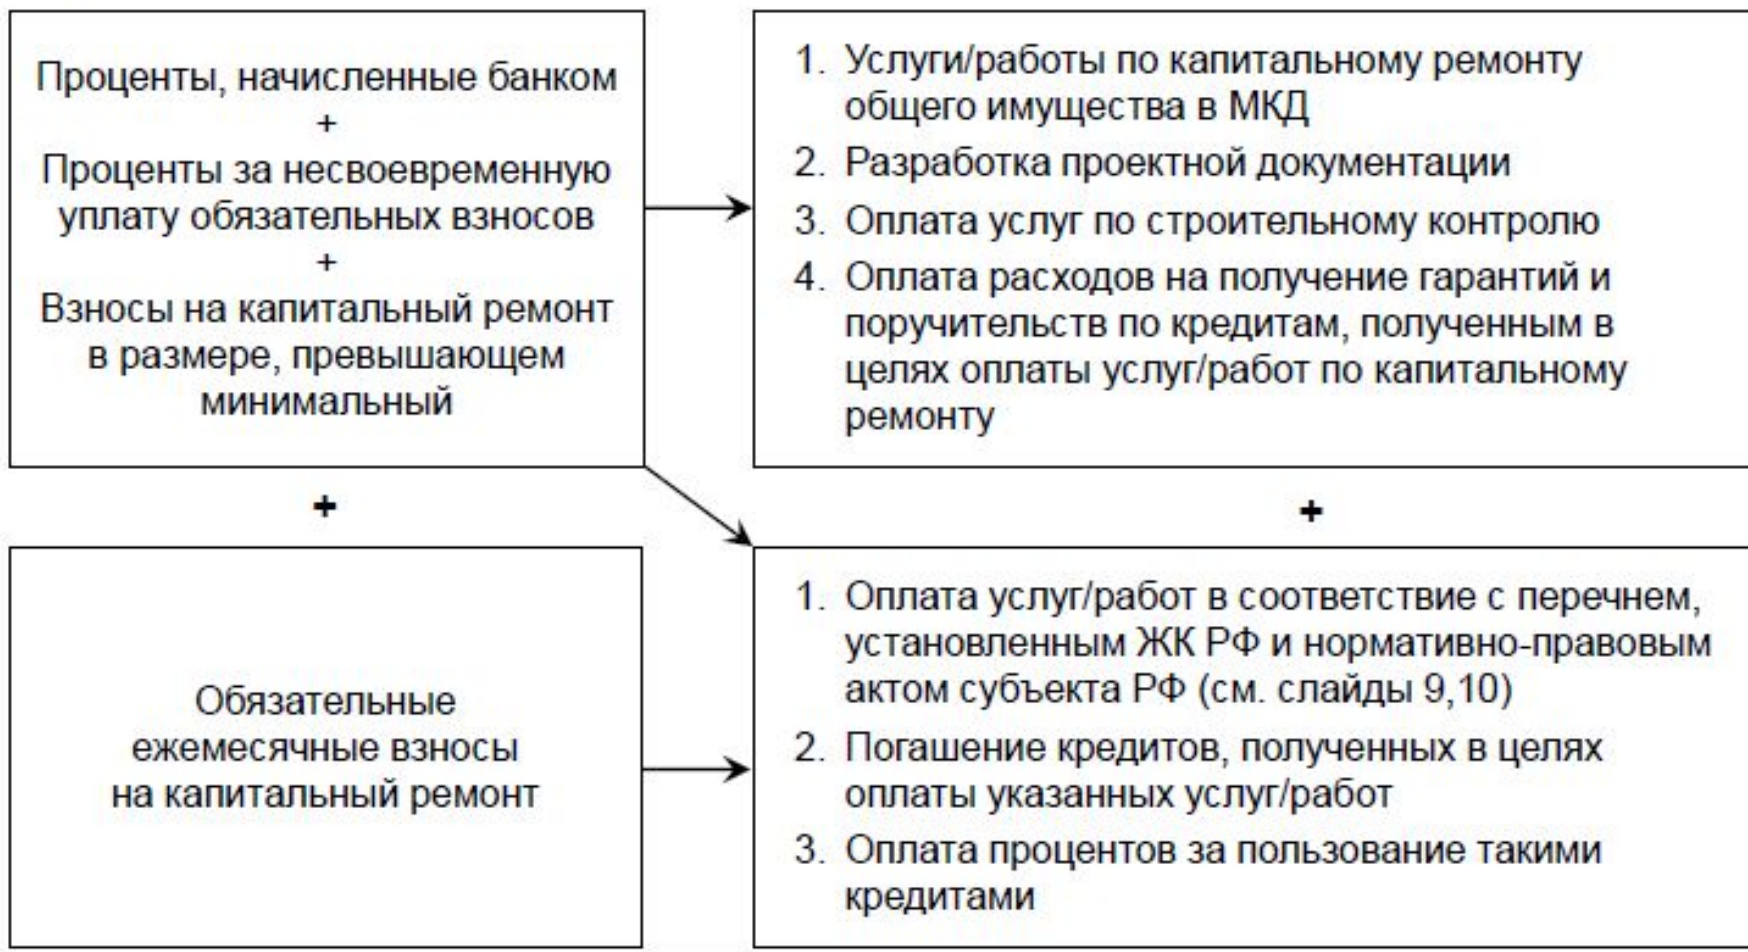 Проценты, начисленные банком
+
Проценты за несвоевременную
уплату обязательных взносов
+
Взносы на капитальный ремонт
в размере, превышающем
минимальный
1. Услуги/работы по капитальному ремонту
общего имущества в МКД
2. Разработка проектной документации
3. Оплата услуг по строительному контролю
4. Оплата расходов на получение гарантий и
поручительств по кредитам, полученным в
целях оплаты услуг/работ по капитальному
ремонту
+
+
Обязательные
ежемесячные взносы
на капитальный ремонт
1. Оплата услуг/работ в соответствие с перечнем,
установленным ЖК РФ и нормативно-правовым
актом субъекта РФ (см. слайды 9,10)
2. Погашение кредитов, полученных в целях
оплаты указанных услуг/работ
3. Оплата процентов за пользование такими
кредитами